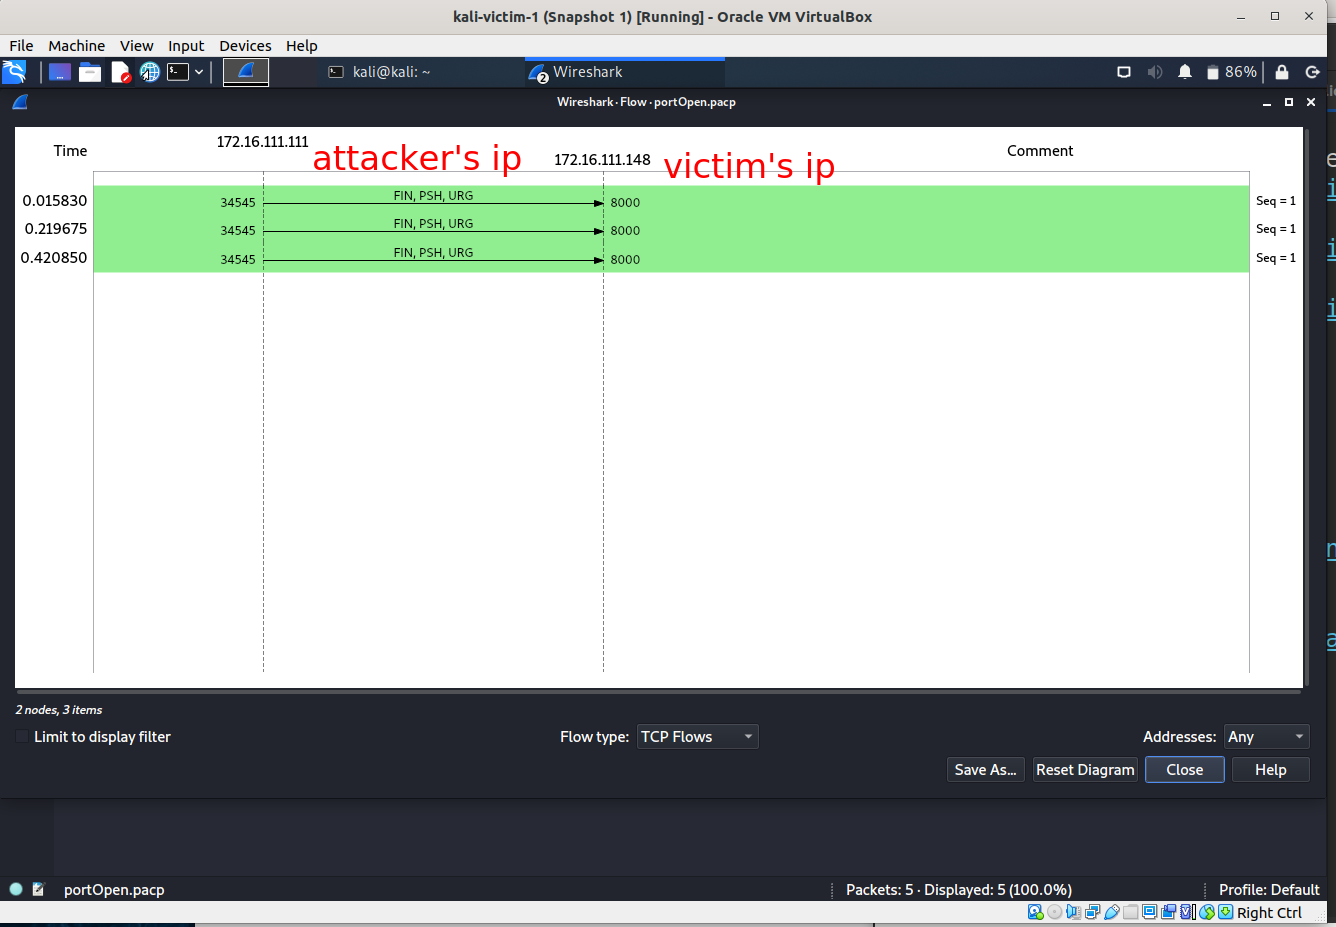 kali-victim-1 (Snapshot 1) [Running] - Oracle VM VirtualBox
File Machine View Input Devices Help
kali@kali: ~
2 Wireshark
86%
Wireshark · Flow · portOpen.pacp
Time
172.16.111.111
attacker's ip
172.16.111.148
victim's ip
Comment
0.015830 34545 FIN, PSH, URG 8000 Seq = 1
0.219675 34545 FIN, PSH, URG 8000 Seq = 1
0.420850 34545 FIN, PSH, URG 8000 Seq = 1
2 nodes, 3 items
Limit to display filter Flow type: TCP Flows Addresses: Any
Save As... Reset Diagram Close Help
portOpen.pacp Packets: 5 · Displayed: 5 (100.0%) Profile: Default
Right Ctrl